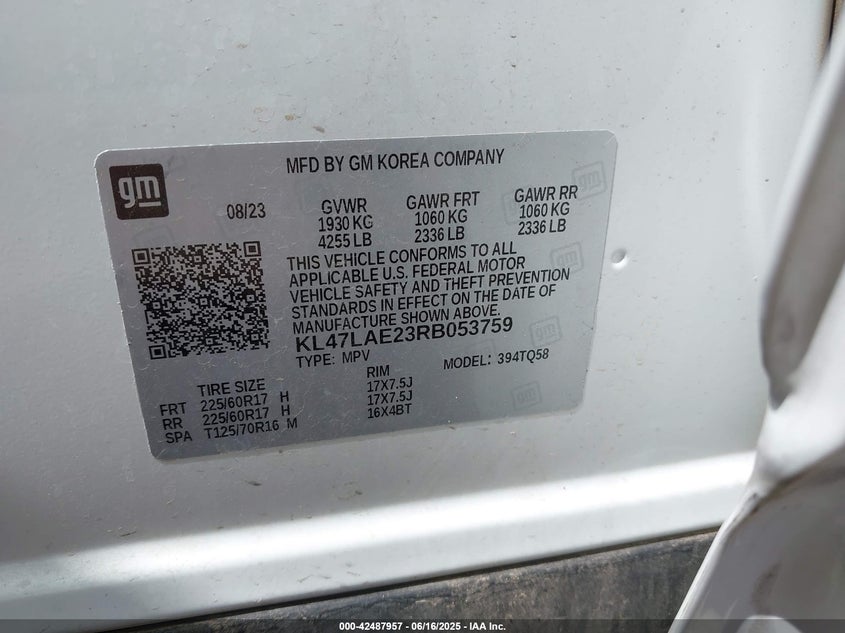 MFD BY GM KOREA COMPANY
gm
08/23
GVWR GAWR FRT GAWR RR
1930 KG 1060 KG 1060 KG
4255 LB 2336 LB 2336 LB
THIS VEHICLE CONFORMS TO ALL
APPLICABLE U.S. FEDERAL MOTOR
VEHICLE SAFETY AND THEFT PREVENTION
STANDARDS IN EFFECT ON THE DATE OF
MANUFACTURE SHOWN ABOVE.
KL47LAE23RB053759
TYPE: MPV MODEL: 394TQ58
TIRE SIZE RIM
FRT 225/60R17 H 17X7.5J
RR 225/60R17 H 17X7.5J
SPA T125/70R16 M 16X4BT
000-42487957 - 06/16/2025 - IAA Inc.